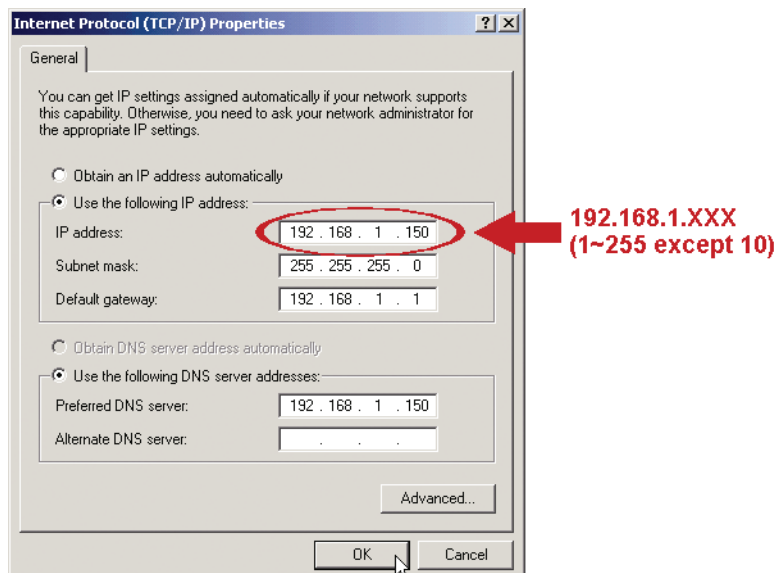 Internet Protocol (TCP/IP) Properties
General
You can get IP settings assigned automatically if your network supports
this capability. Otherwise, you need to ask your network administrator for
the appropriate IP settings.
Obtain an IP address automatically
Use the following IP address:
IP address: 192 . 168 . 1 . 150
Subnet mask: 255 . 255 . 255 . 0
Default gateway: 192 . 168 . 1 . 1
192.168.1.XXX
(1~255 except 10)
Obtain DNS server address automatically
Use the following DNS server addresses:
Preferred DNS server: 192 . 168 . 1 . 150
Alternate DNS server: . . .
Advanced...
OK Cancel